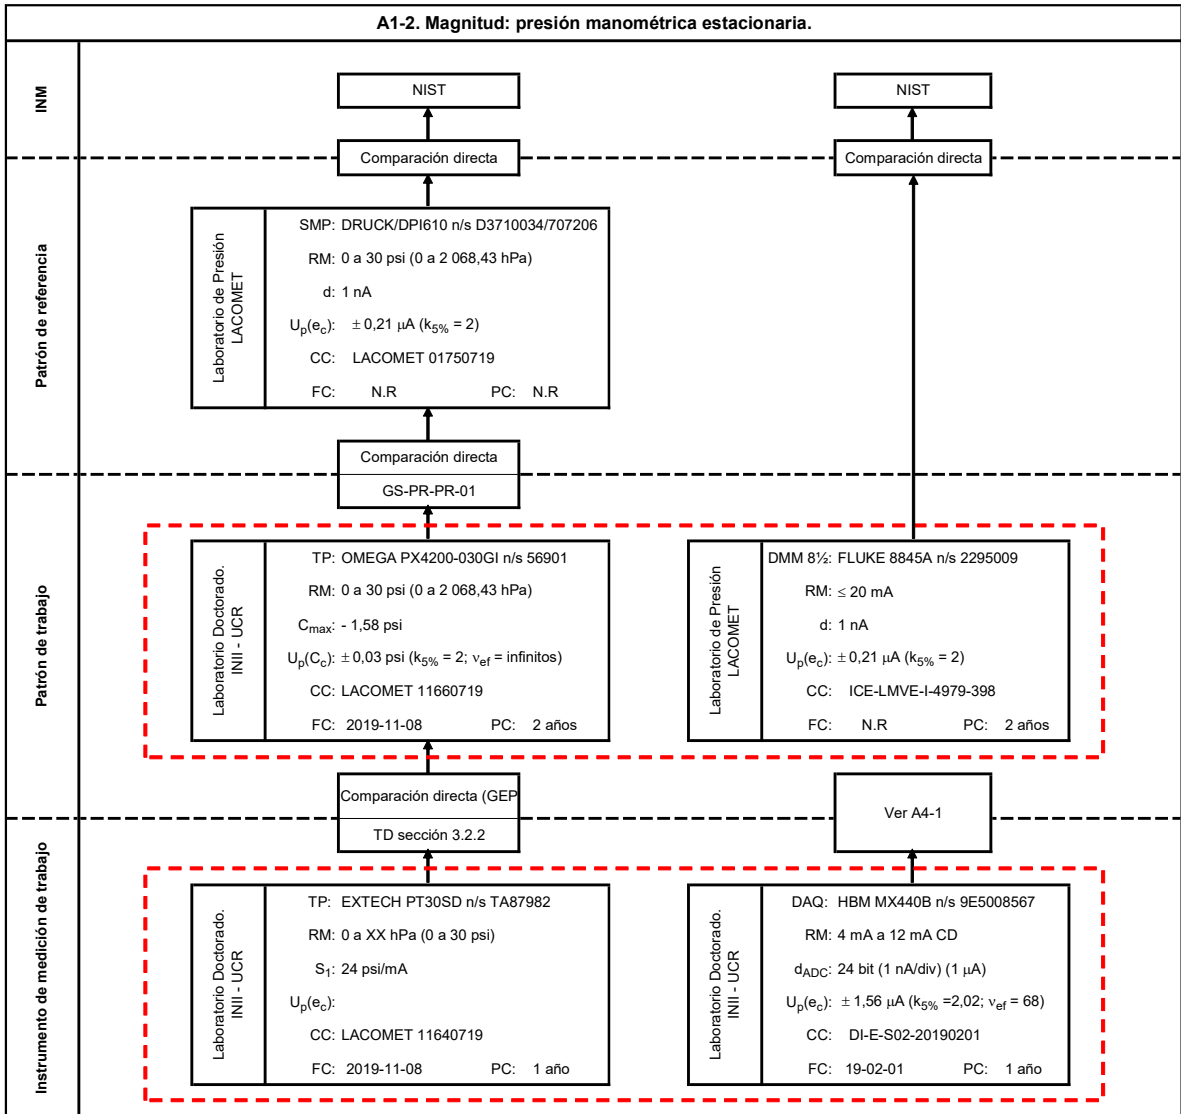 A1-2. Magnitud: presión manométrica estacionaria.
INM
NIST
NIST
Comparación directa
Comparación directa
Patrón de referencia
Laboratorio de Presión
LACOMET
SMP: DRUCK/DPI610 n/s D3710034/707206
RM: 0 a 30 psi (0 a 2 068,43 hPa)
d: 1 nA
Up(ec): ± 0,21 µA (k5% = 2)
CC: LACOMET 01750719
FC: N.R PC: N.R
Comparación directa
GS-PR-PR-01
Patrón de trabajo
Laboratorio Doctorado.
INII - UCR
TP: OMEGA PX4200-030GI n/s 56901
RM: 0 a 30 psi (0 a 2 068,43 hPa)
Cmax: - 1,58 psi
Up(Cc): ± 0,03 psi (k5% = 2; νef = infinitos)
CC: LACOMET 11660719
FC: 2019-11-08 PC: 2 años
Laboratorio de Presión
LACOMET
DMM 8½: FLUKE 8845A n/s 2295009
RM: ≤ 20 mA
d: 1 nA
Up(ec): ± 0,21 µA (k5% = 2)
CC: ICE-LMVE-I-4979-398
FC: N.R PC: 2 años
Comparación directa (GEP
TD sección 3.2.2
Ver A4-1
Instrumento de medición de trabajo
Laboratorio Doctorado.
INII - UCR
TP: EXTECH PT30SD n/s TA87982
RM: 0 a XX hPa (0 a 30 psi)
S1: 24 psi/mA
Up(ec):
CC: LACOMET 11640719
FC: 2019-11-08 PC: 1 año
Laboratorio Doctorado.
INII - UCR
DAQ: HBM MX440B n/s 9E5008567
RM: 4 mA a 12 mA CD
dADC: 24 bit (1 nA/div) (1 µA)
Up(ec): ± 1,56 µA (k5% =2,02; νef = 68)
CC: DI-E-S02-20190201
FC: 19-02-01 PC: 1 año